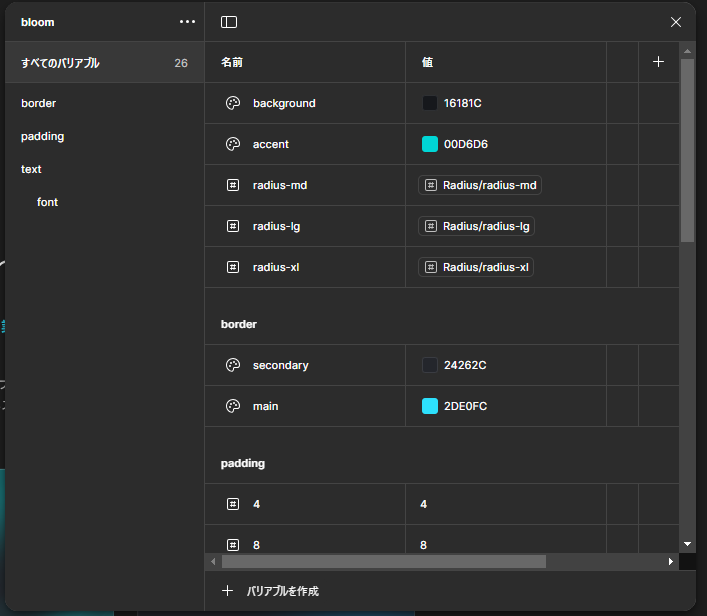 bloom
すべてのバリアブル 26
border
padding
text
font
名前 値
background 16181C
accent 00D6D6
radius-md Radius/radius-md
radius-lg Radius/radius-lg
radius-xl Radius/radius-xl
border
secondary 24262C
main 2DE0FC
padding
4 4
8 8
バリアブルを作成